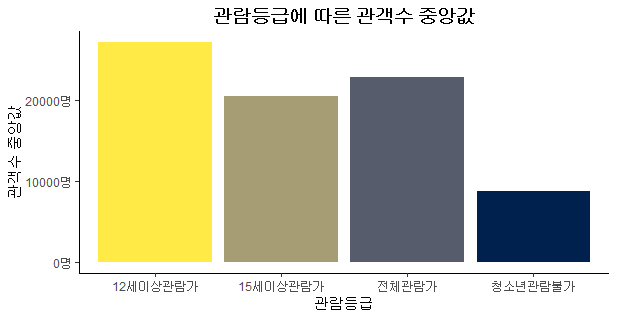 관람등급에 따른 관객수 중앙값
관객수 중앙값
20000명
10000명
0명
12세이상관람가
15세이상관람가
전체관람가
청소년관람불가
관람등급